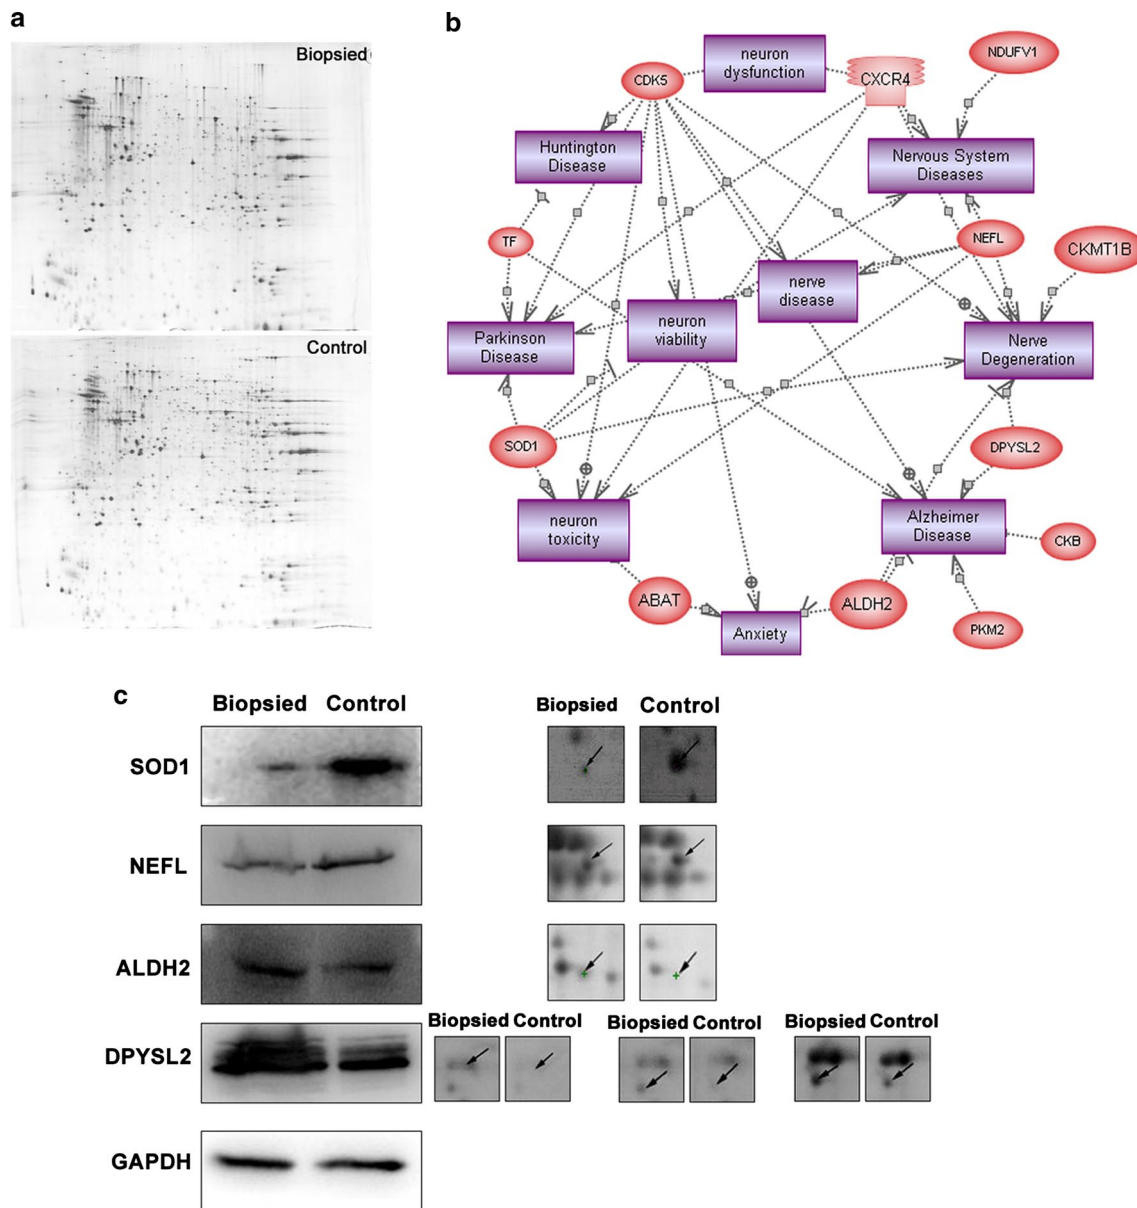 a
Biopsied
Control
b
neuron
dysfunction
CDK5
CXCR4
NDUFV1
Huntington
Disease
Nervous System
Diseases
TF
NEFL
CKMT1B
nerve
disease
Parkinson
Disease
neuron
viability
Nerve
Degeneration
SOD1
DPYSL2
neuron
toxicity
Alzheimer
Disease
CKB
ABAT
ALDH2
Anxiety
PKM2
c
Biopsied Control
Biopsied Control
SOD1
NEFL
ALDH2
Biopsied Control
Biopsied Control
Biopsied Control
DPYSL2
GAPDH